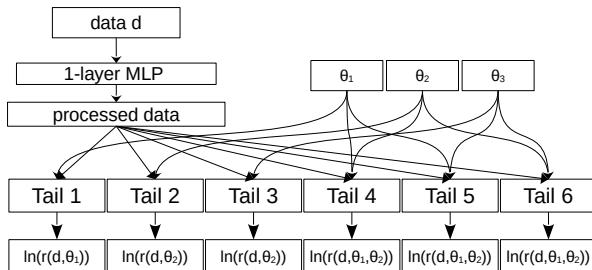 data d
1-layer MLP
θ₁ θ₂ θ₃
processed data
Tail 1 Tail 2 Tail 3 Tail 4 Tail 5 Tail 6
ln(r(d,θ₁)) ln(r(d,θ₂)) ln(r(d,θ₂)) ln(r(d,θ₁,θ₂)) ln(r(d,θ₁,θ₂)) ln(r(d,θ₁,θ₂))